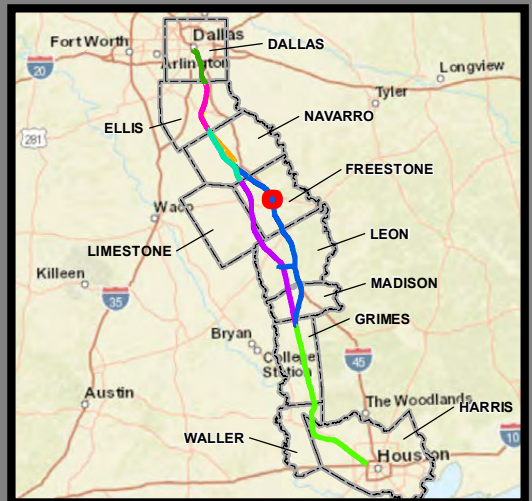 Dallas
DALLAS
Fort Worth
Arlington
20
Longview
Tyler
ELLIS
NAVARRO
281
FREESTONE
Waco
LEON
LIMESTONE
Killeen
MADISON
35
GRIMES
Bryan
College
Station
45
Austin
The Woodlands
HARRIS
WALLER
10
Houston